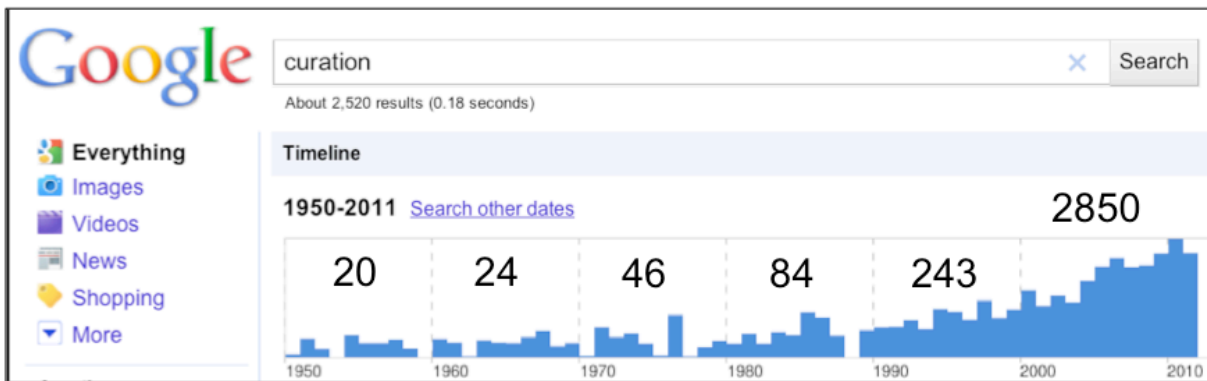 Google
curation
Search
About 2,520 results (0.18 seconds)
Everything
Images
Videos
News
Shopping
More
Timeline
1950-2011 Search other dates
2850
20 24 46 84 243
1950 1960 1970 1980 1990 2000 2010